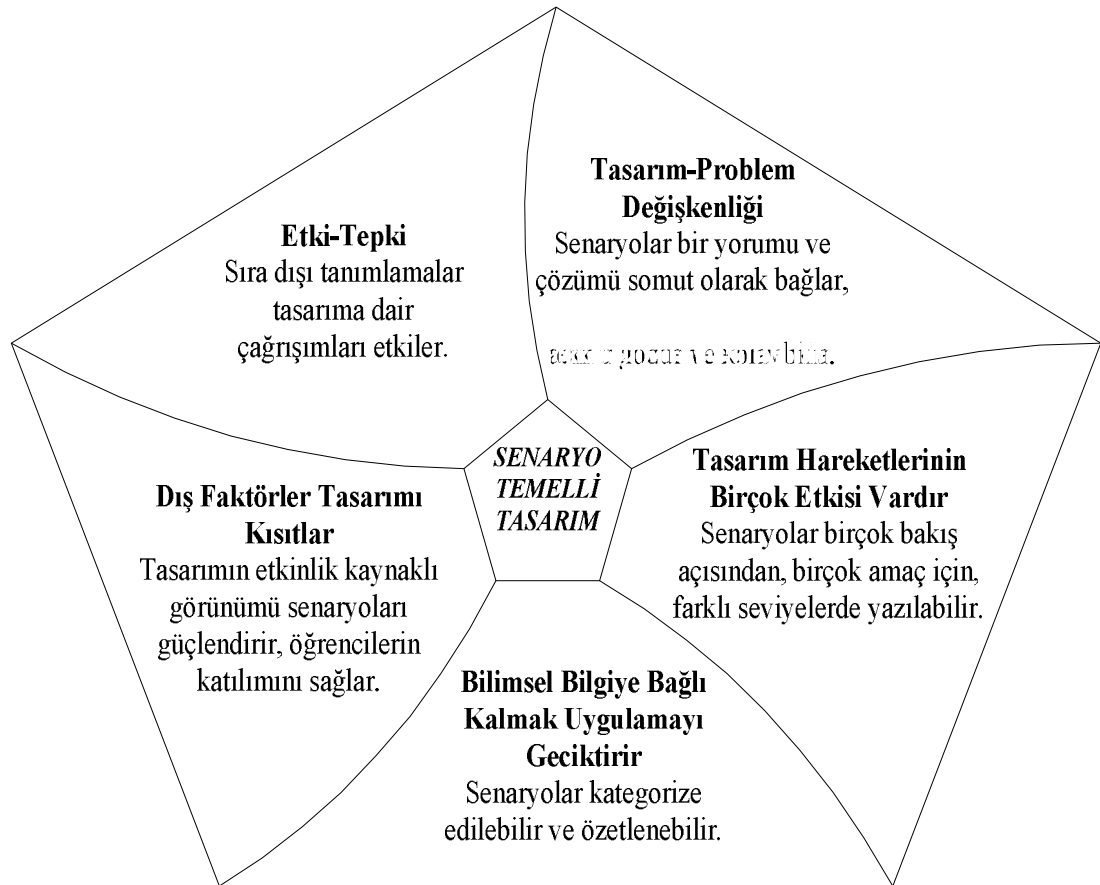 Tasarım-Problem
Değişkenliği
Senaryolar bir yorumu ve
çözümü somut olarak bağlar,
ve
Etki-Tepki
Sıra dışı tanımlamalar
tasarıma dair
çağrışımları etkiler.
SENARYO
TEMELLİ
TASARIM
Tasarım Hareketlerinin
Birçok Etkisi Vardır
Senaryolar birçok bakış
açısından, birçok amaç için,
farklı seviyelerde yazılabilir.
Dış Faktörler Tasarımı
Kısıtlar
Tasarımın etkinlik kaynaklı
görünümü senaryoları
güçlendirir, öğrencilerin
katılımını sağlar.
Bilimsel Bilgiye Bağlı
Kalmak Uygulamayı
Geciktirir
Senaryolar kategorize
edilebilir ve özetlenebilir.